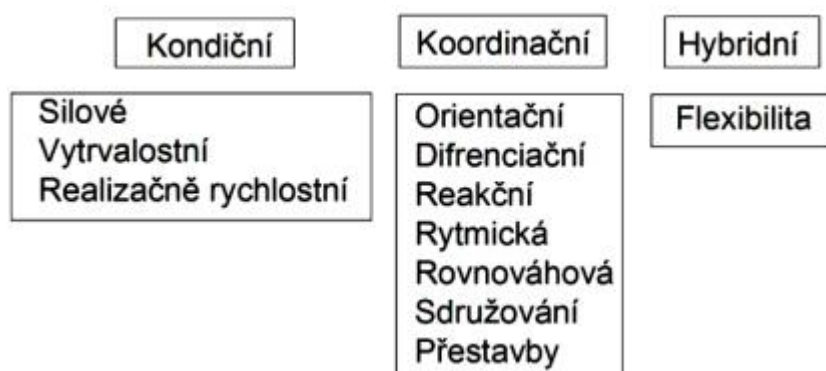 Kondiční
Koordinační
Hybridní
Silové
Vytrvalostní
Realizačně rychlostní
Orientační
Difrenciační
Reakční
Rytmická
Rovnováhová
Sdružování
Přestavby
Flexibilita